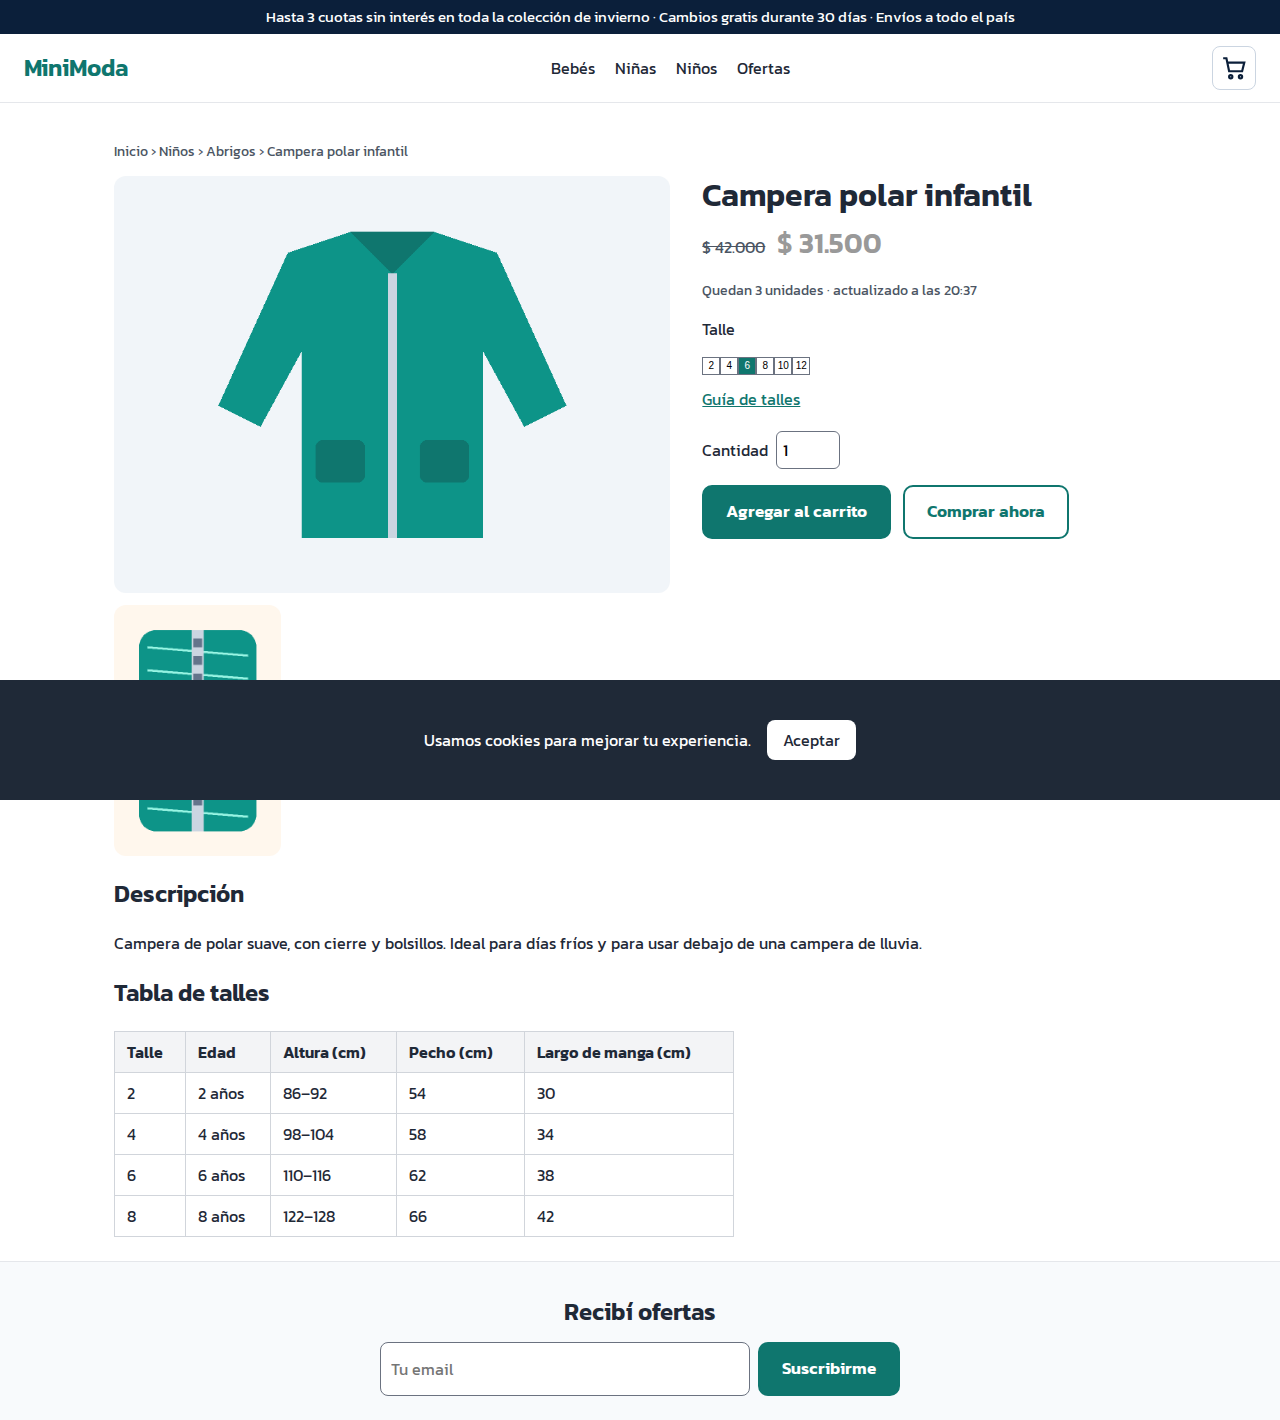 Hasta 3 cuotas sin interés en toda la colección de invierno · Cambios gratis durante 30 días · Envíos a todo el país
MiniModa
Bebés Niñas Niños Ofertas
Inicio › Niños › Abrigos › Campera polar infantil
Campera polar infantil
$ 42.000 $ 31.500
Quedan 3 unidades · actualizado a las 20:37
Talle
2 4 6 8 10 12
Guía de talles
Cantidad 1
Agregar al carrito Comprar ahora
Usamos cookies para mejorar tu experiencia. Aceptar
Descripción
Campera de polar suave, con cierre y bolsillos. Ideal para días fríos y para usar debajo de una campera de lluvia.
Tabla de talles
Talle Edad Altura (cm) Pecho (cm) Largo de manga (cm)
2 2 años 86–92 54 30
4 4 años 98–104 58 34
6 6 años 110–116 62 38
8 8 años 122–128 66 42
Recibí ofertas
Tu email Suscribirme